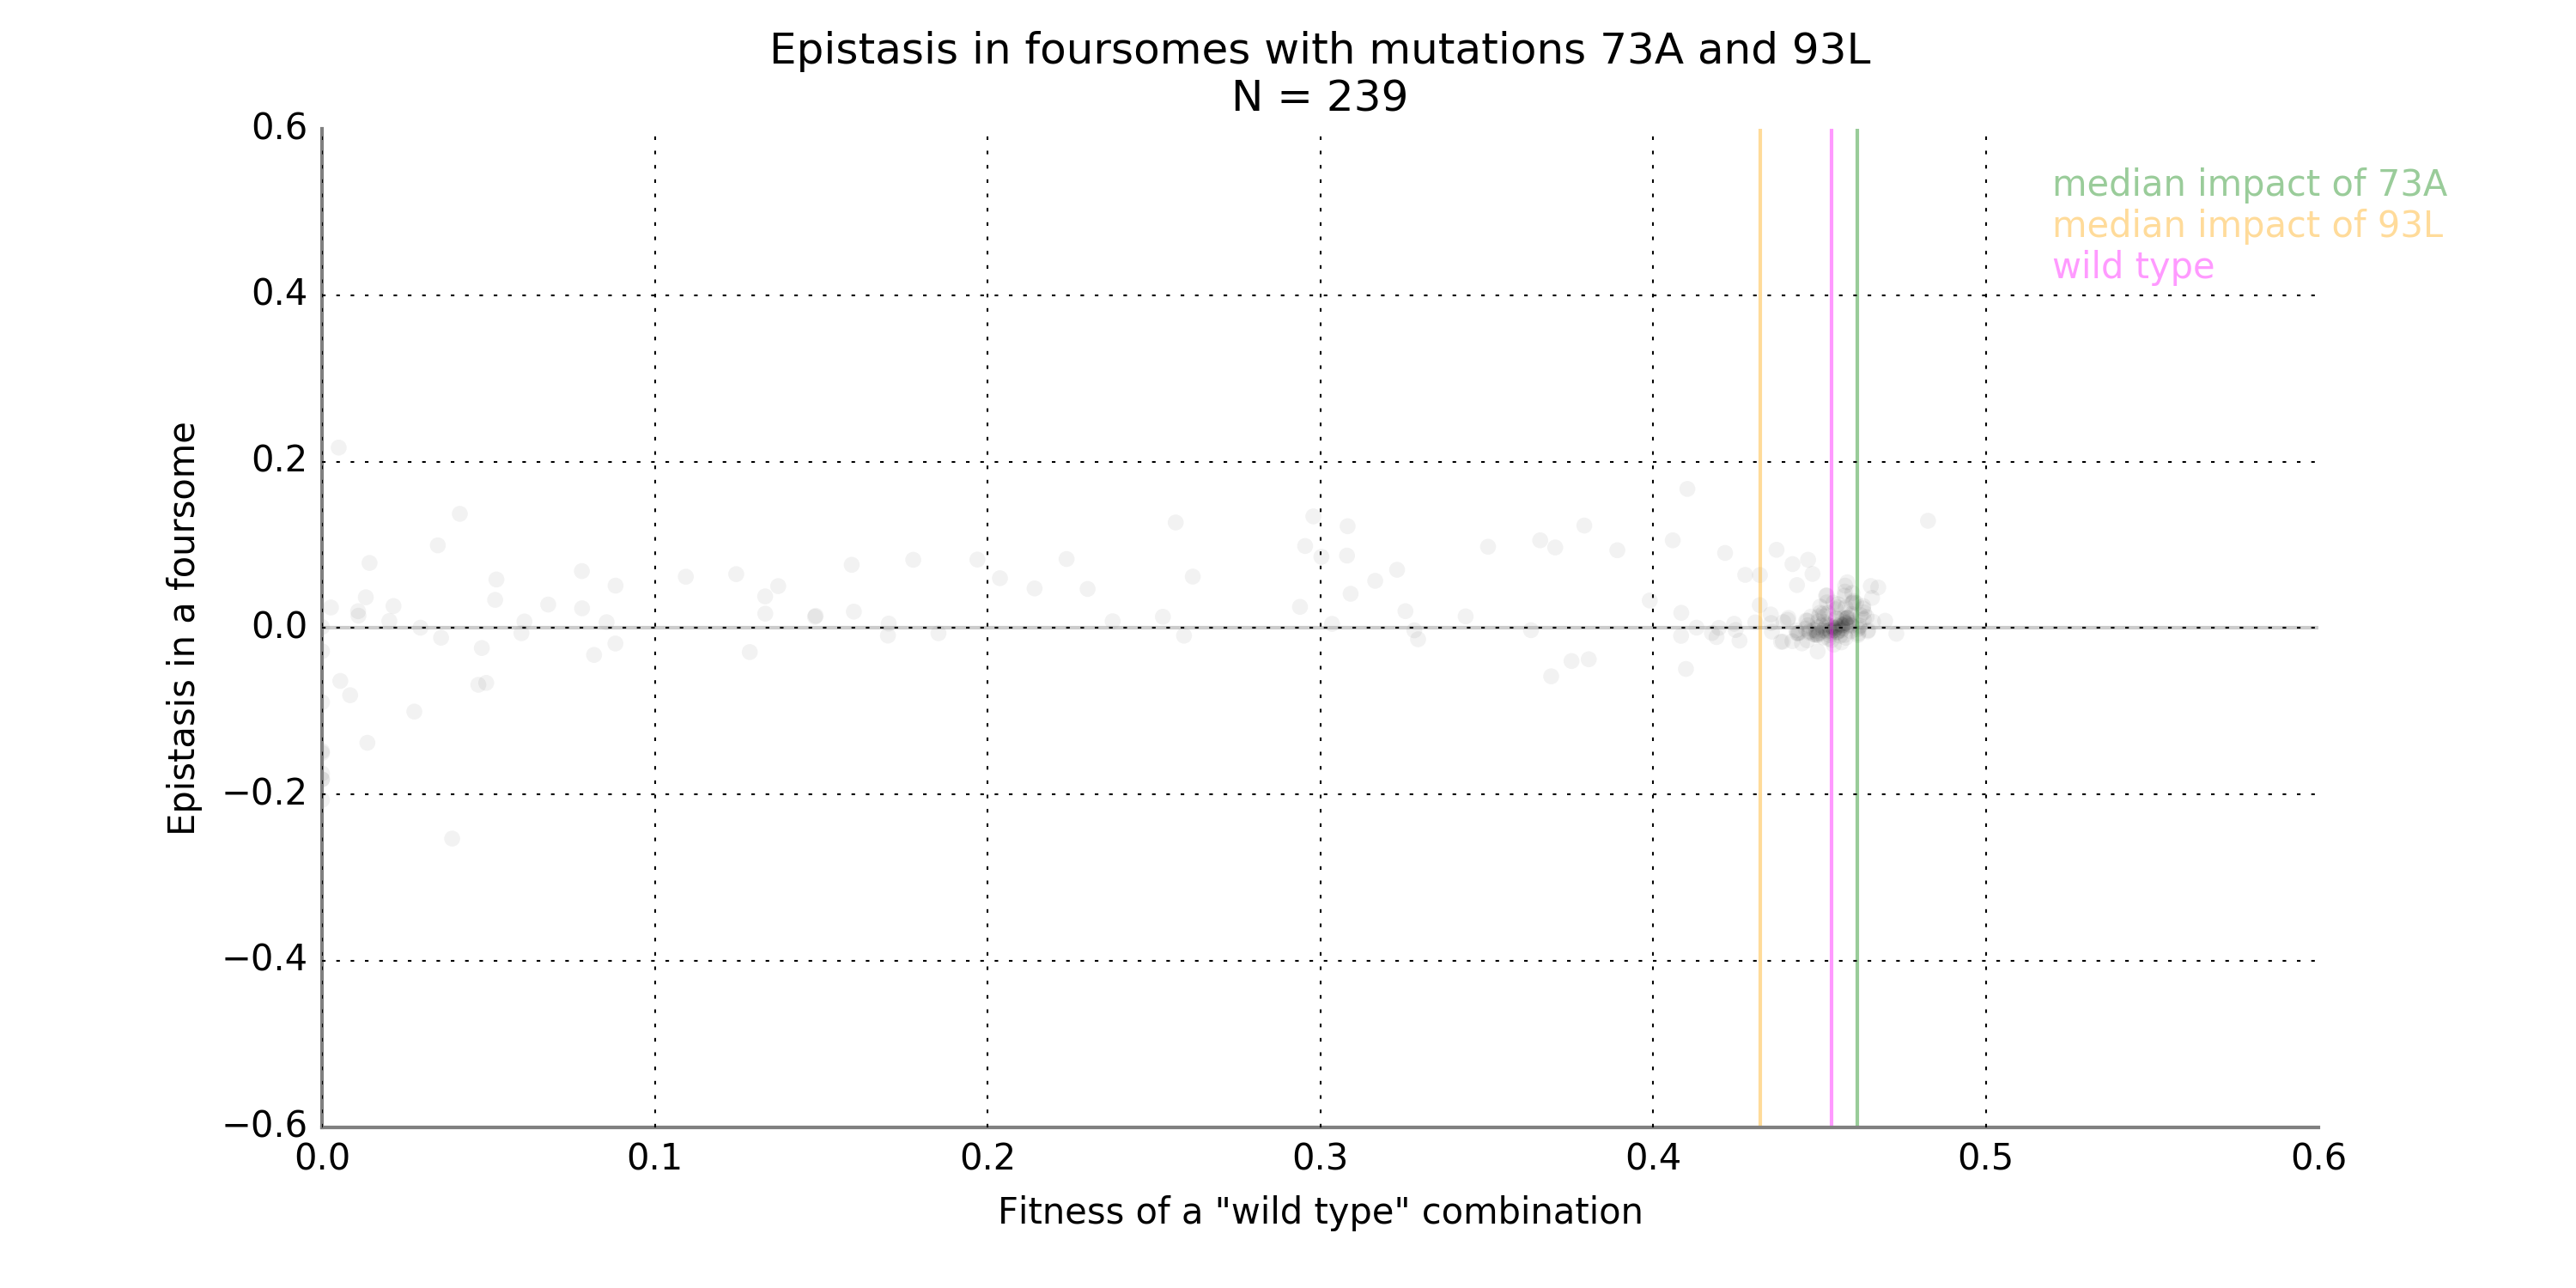 Epistasis in foursomes with mutations 73A and 93L
N = 239
0.6
median impact of 73A
median impact of 93L
wild type
0.4
0.2
0.0
−0.2
−0.4
−0.6
Epistasis in a foursome
0.0 0.1 0.2 0.3 0.4 0.5 0.6
Fitness of a "wild type" combination